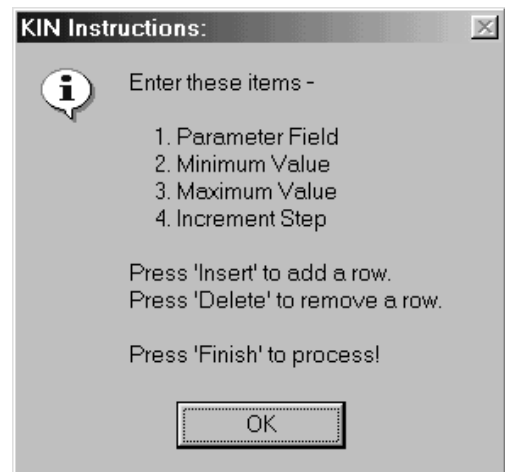 KIN Instructions:
Enter these items -
1. Parameter Field
2. Minimum Value
3. Maximum Value
4. Increment Step
Press 'Insert' to add a row.
Press 'Delete' to remove a row.
Press 'Finish' to process!
OK